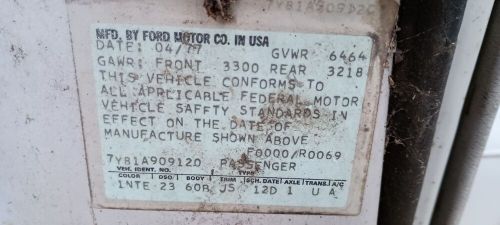 7YB1A909120
MFD. BY FORD MOTOR CO. IN USA
DATE: 04/77 GVWR 6464
GAWR: FRONT 3300 REAR 3218
THIS VEHICLE CONFORMS TO
ALL APPLICABLE FEDERAL MOTOR
VEHICLE SAFETY STANDARDS IN
EFFECT ON THE DATE OF
MANUFACTURE SHOWN ABOVE
F0000/R0069
7Y81A909120 PASSENGER
VEH. IDENT. NO. TYPE
COLOR DSO BODY TRIM SCH. DATE AXLE TRANS. A/C
1NTE 23 60B JS 12D 1 U A